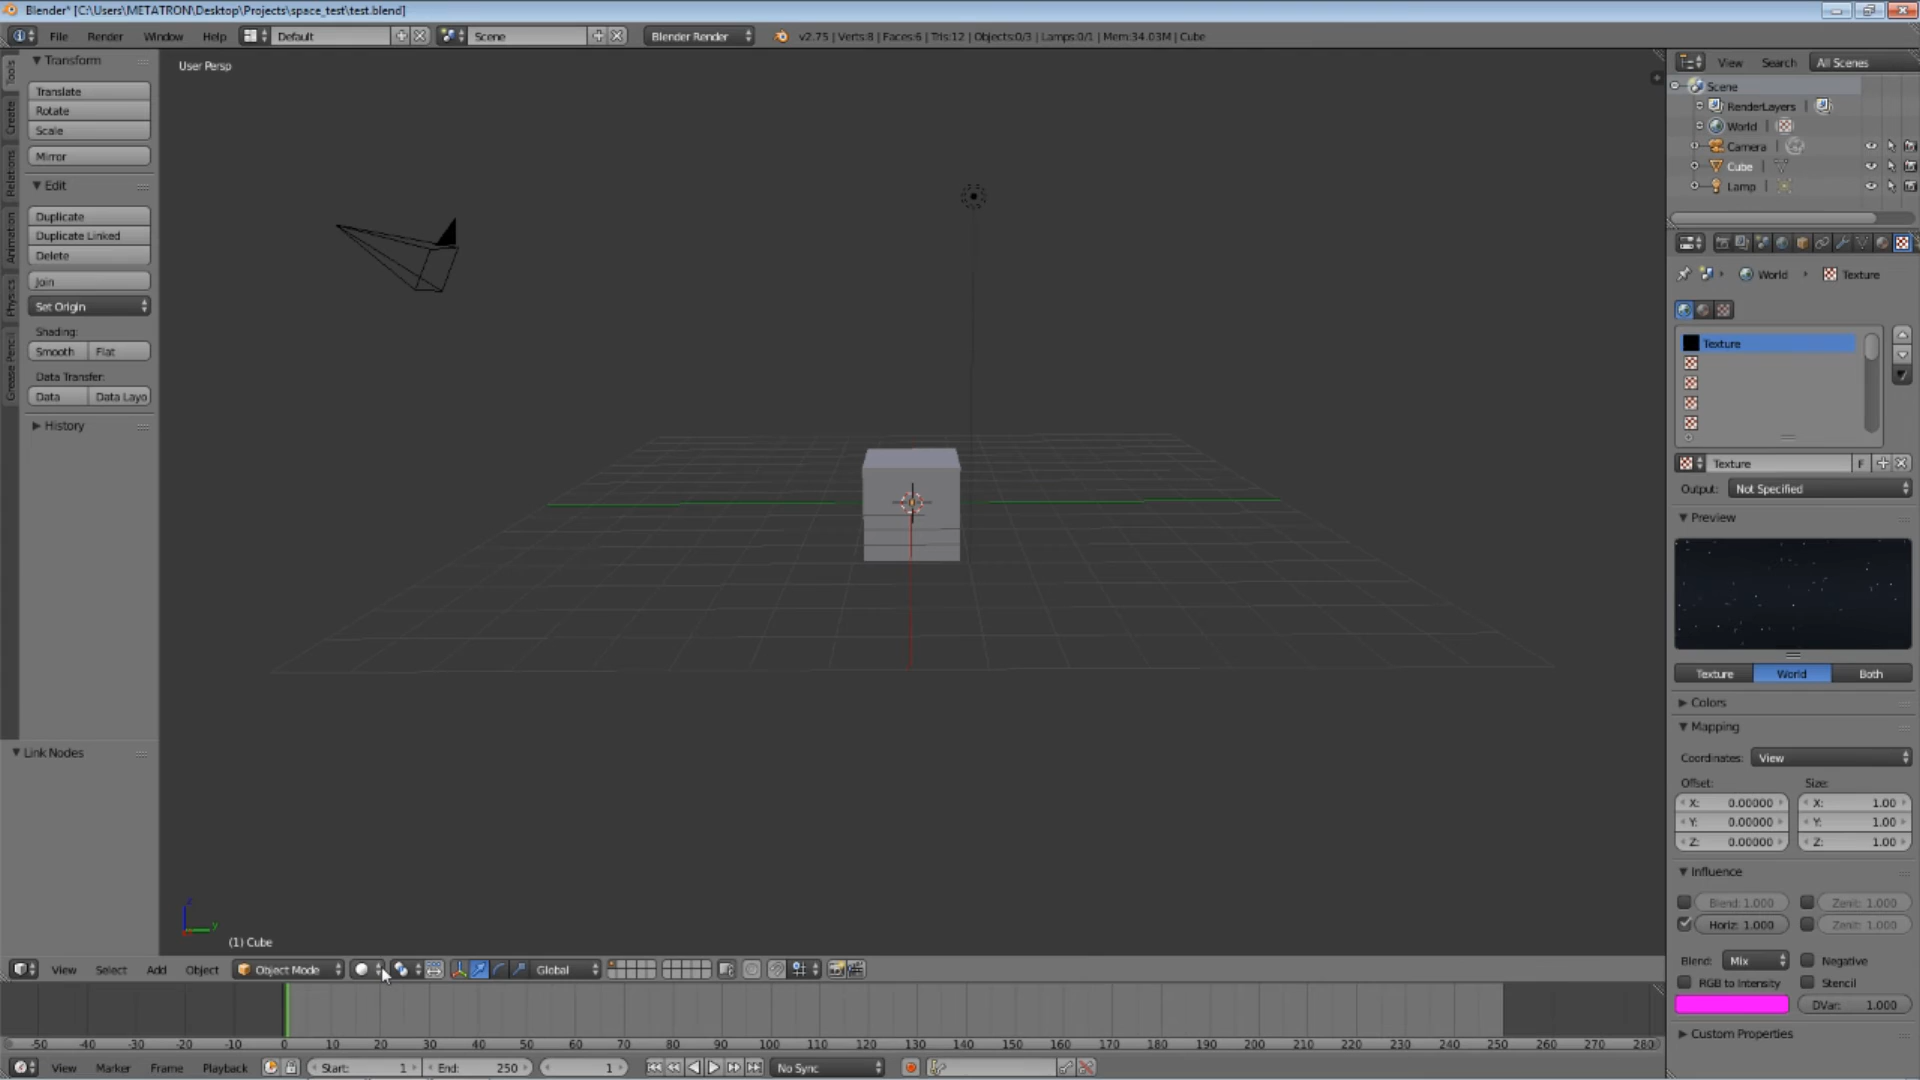 Blender* [C:\Users\METATRON\Desktop\Projects\space_test\test.blend]
File Render Window Help Default Scene Blender Render v2.75 | Verts:8 | Faces:6 | Tris:12 | Objects:0/3 | Lamps:0/1 | Mem:34.03M | Cube
Tools
Create
Relations
Animation
Physics
Grease Pencil
Transform
Translate
Rotate
Scale
Mirror
Edit
Duplicate
Duplicate Linked
Delete
Join
Set Origin
Shading:
Smooth Flat
Data Transfer:
Data Data Layo
History
Link Nodes
User Persp
z
y
(1) Cube
View Search All Scenes
Scene
RenderLayers |
World |
Camera |
Cube |
Lamp |
World Texture
Texture
Texture F
Output: Not Specified
Preview
Texture World Both
Colors
Mapping
Coordinates: View
Offset: Size:
X: 0.00000 X: 1.00
Y: 0.00000 Y: 1.00
Z: 0.00000 Z: 1.00
Influence
Blend: 1.000 Zenit: 1.000
Horiz: 1.000 Zenit: 1.000
Blend: Mix Negative
RGB to Intensity Stencil
DVar: 1.000
Custom Properties
View Select Add Object Object Mode Global
-50 -40 -30 -20 -10 0 10 20 30 40 50 60 70 80 90 100 110 120 130 140 150 160 170 180 190 200 210 220 230 240 250 260 270 280
View Marker Frame Playback Start: 1 End: 250 1 No Sync